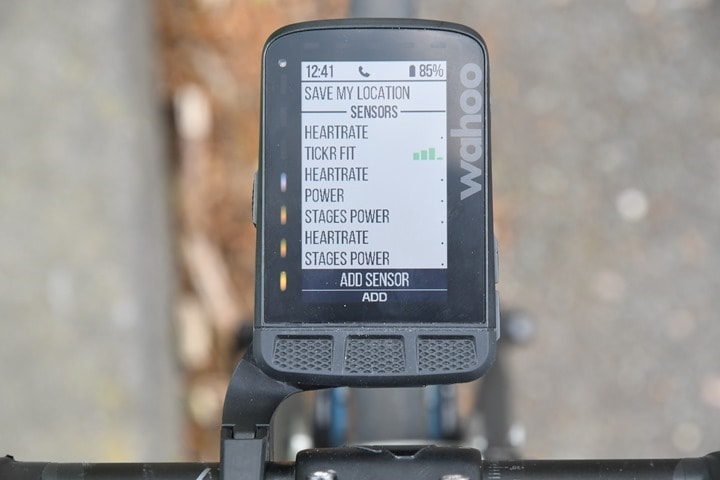 12:41 85%
SAVE MY LOCATION
SENSORS
HEARTRATE
TICKR FIT
HEARTRATE
POWER
STAGES POWER
HEARTRATE
STAGES POWER
ADD SENSOR
ADD
wahoo